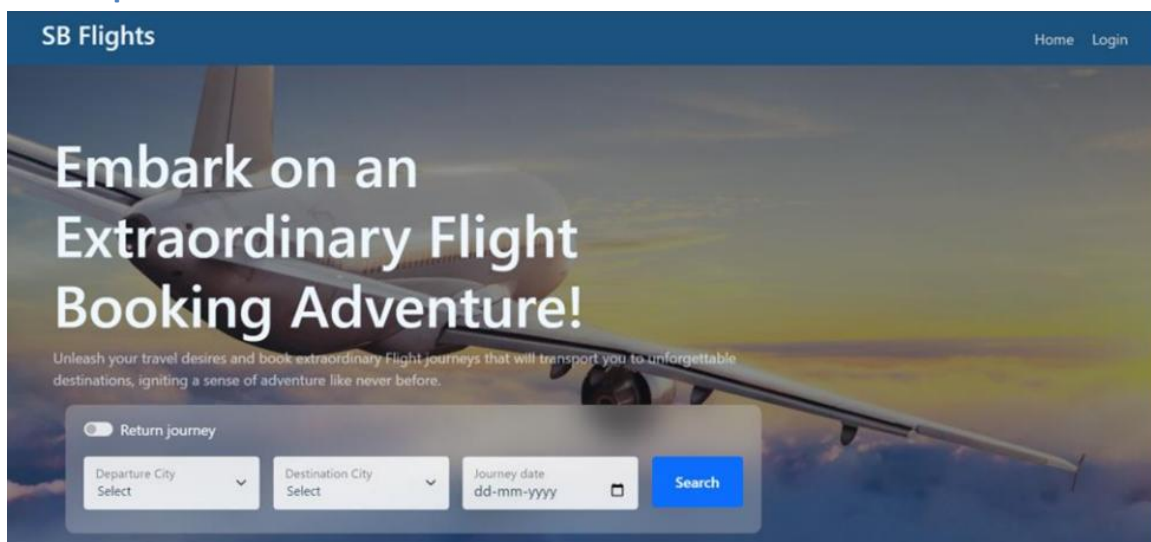 SB Flights
Home Login
Embark on an
Extraordinary Flight
Booking Adventure!
Unleash your travel desires and book extraordinary Flight journeys that will transport you to unforgettable
destinations, igniting a sense of adventure like never before.
Return journey
Departure City
Select
Destination City
Select
Journey date
dd-mm-yyyy
Search